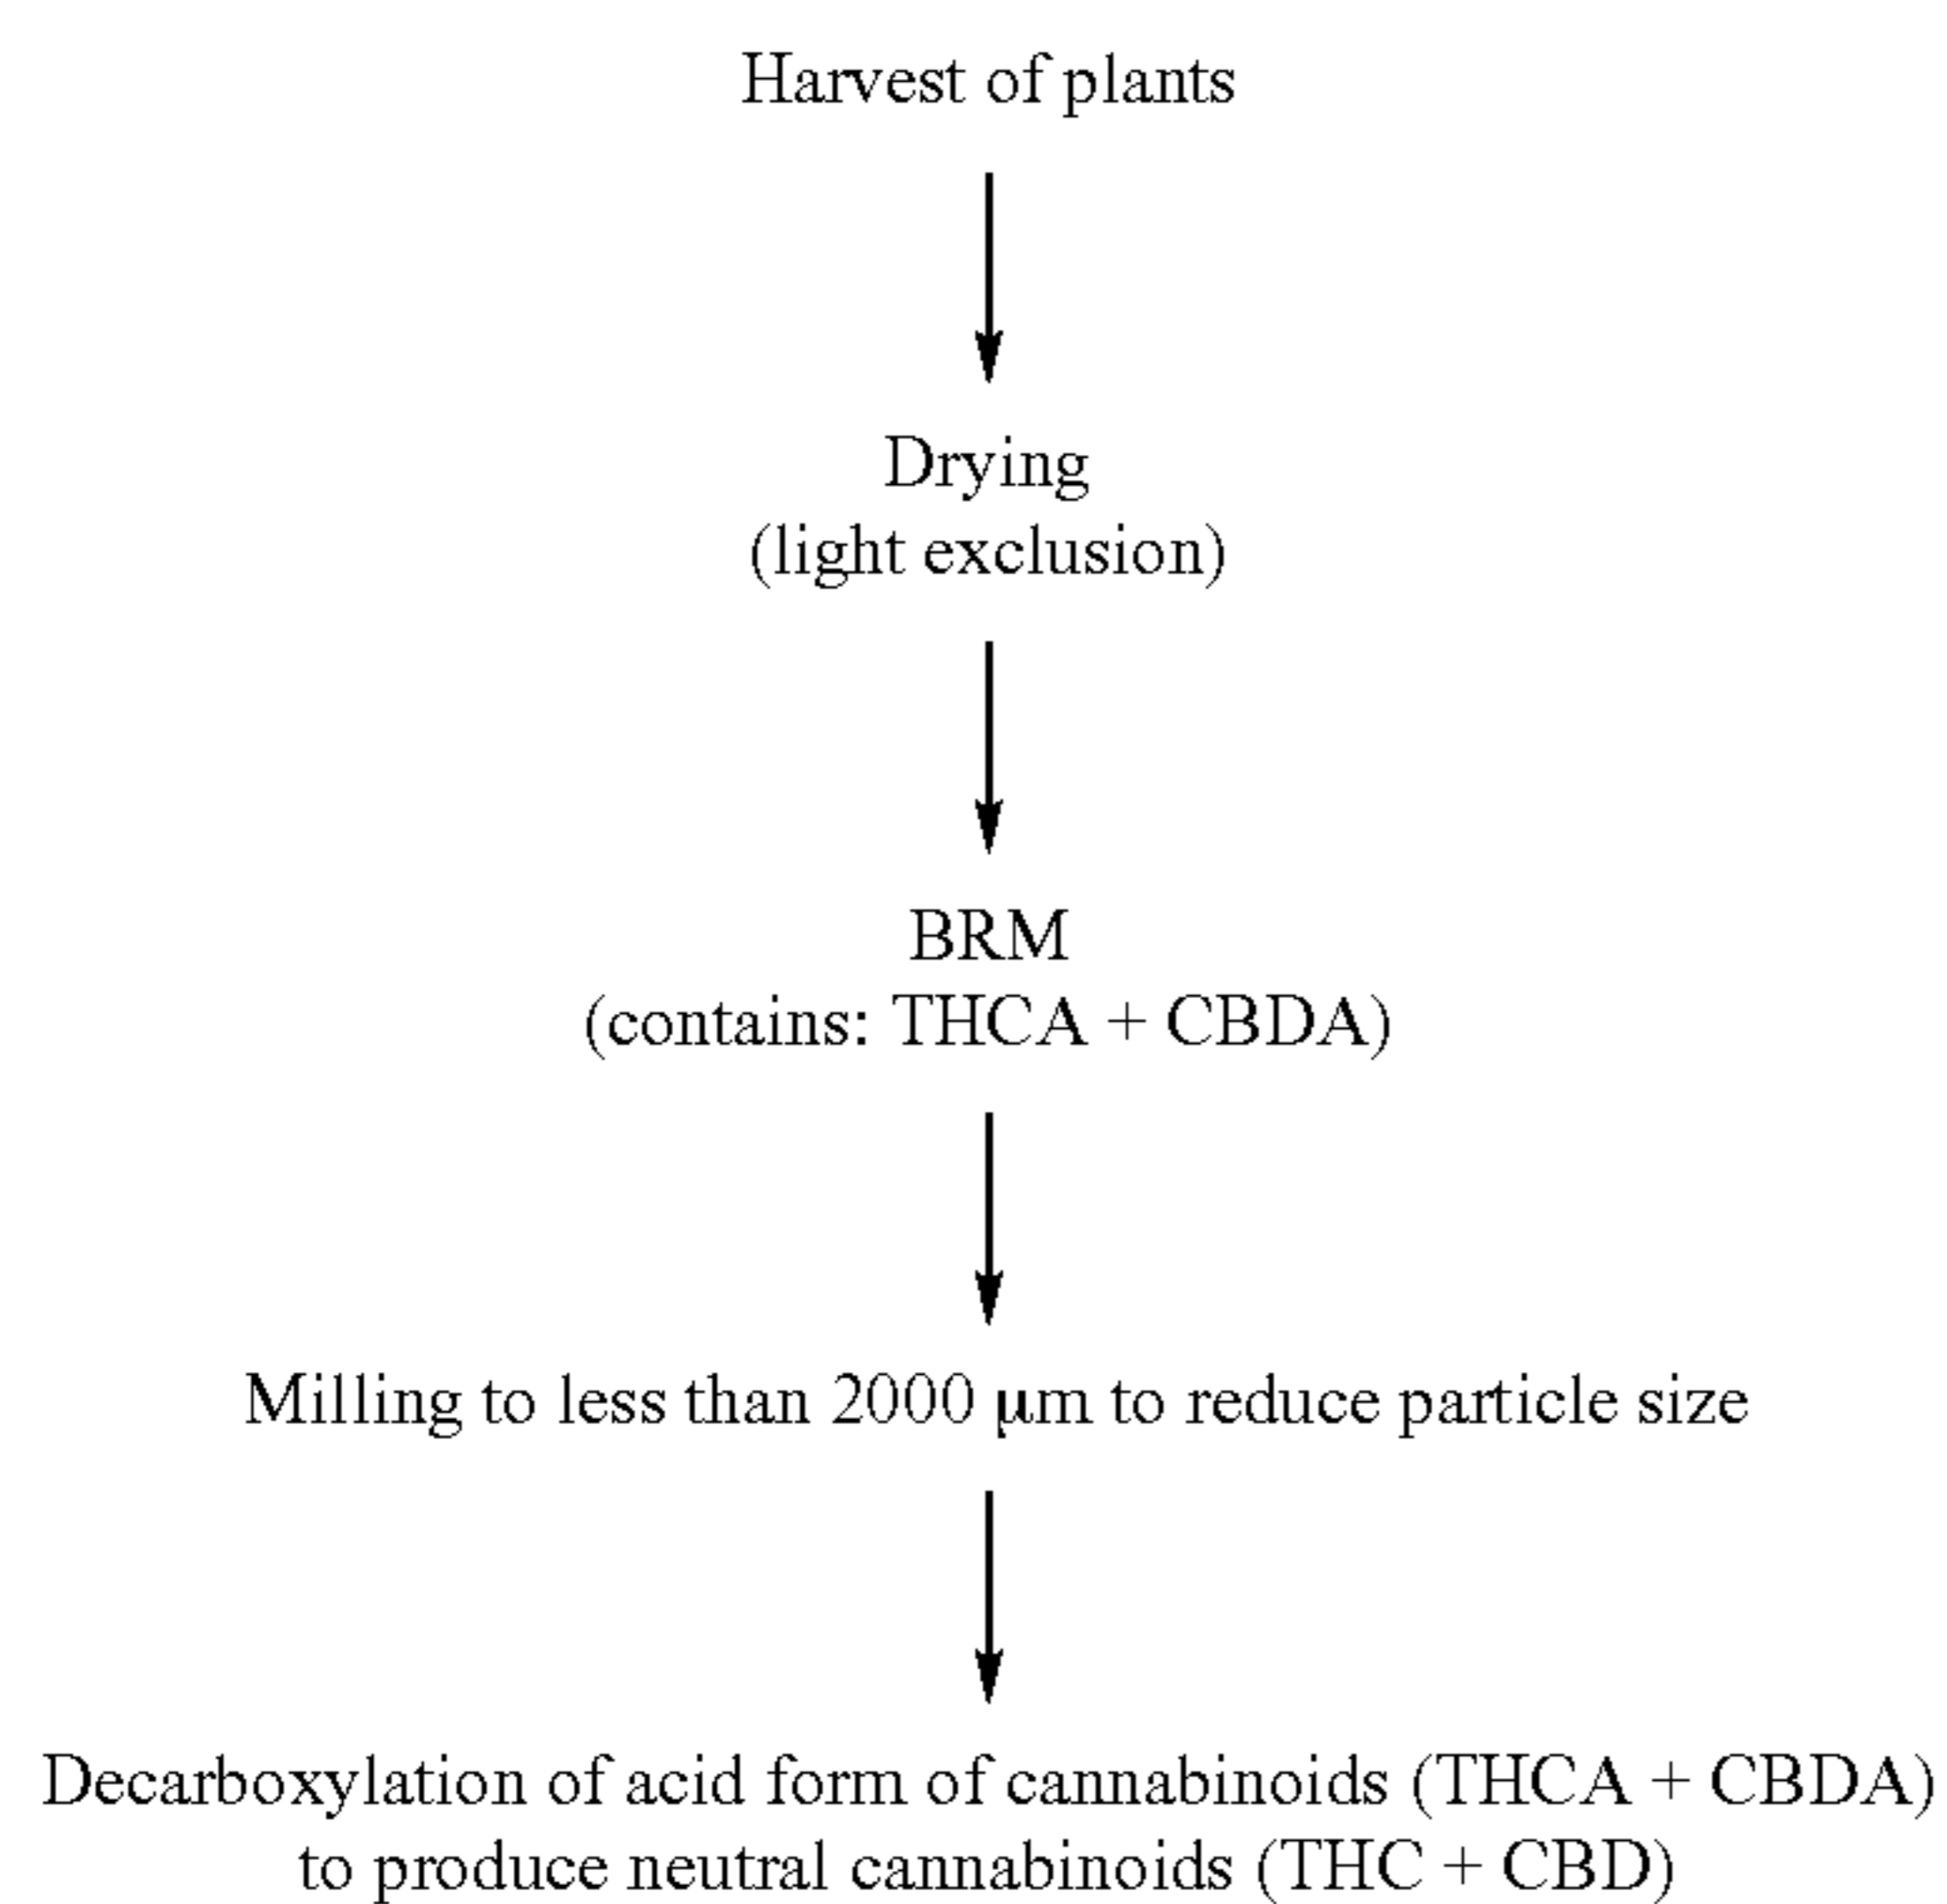 Harvest of plants
Drying
(light exclusion)
BRM
(contains: THCA + CBDA)
Milling to less than 2000 μm to reduce particle size
Decarboxylation of acid form of cannabinoids (THCA + CBDA)
to produce neutral cannabinoids (THC + CBD)